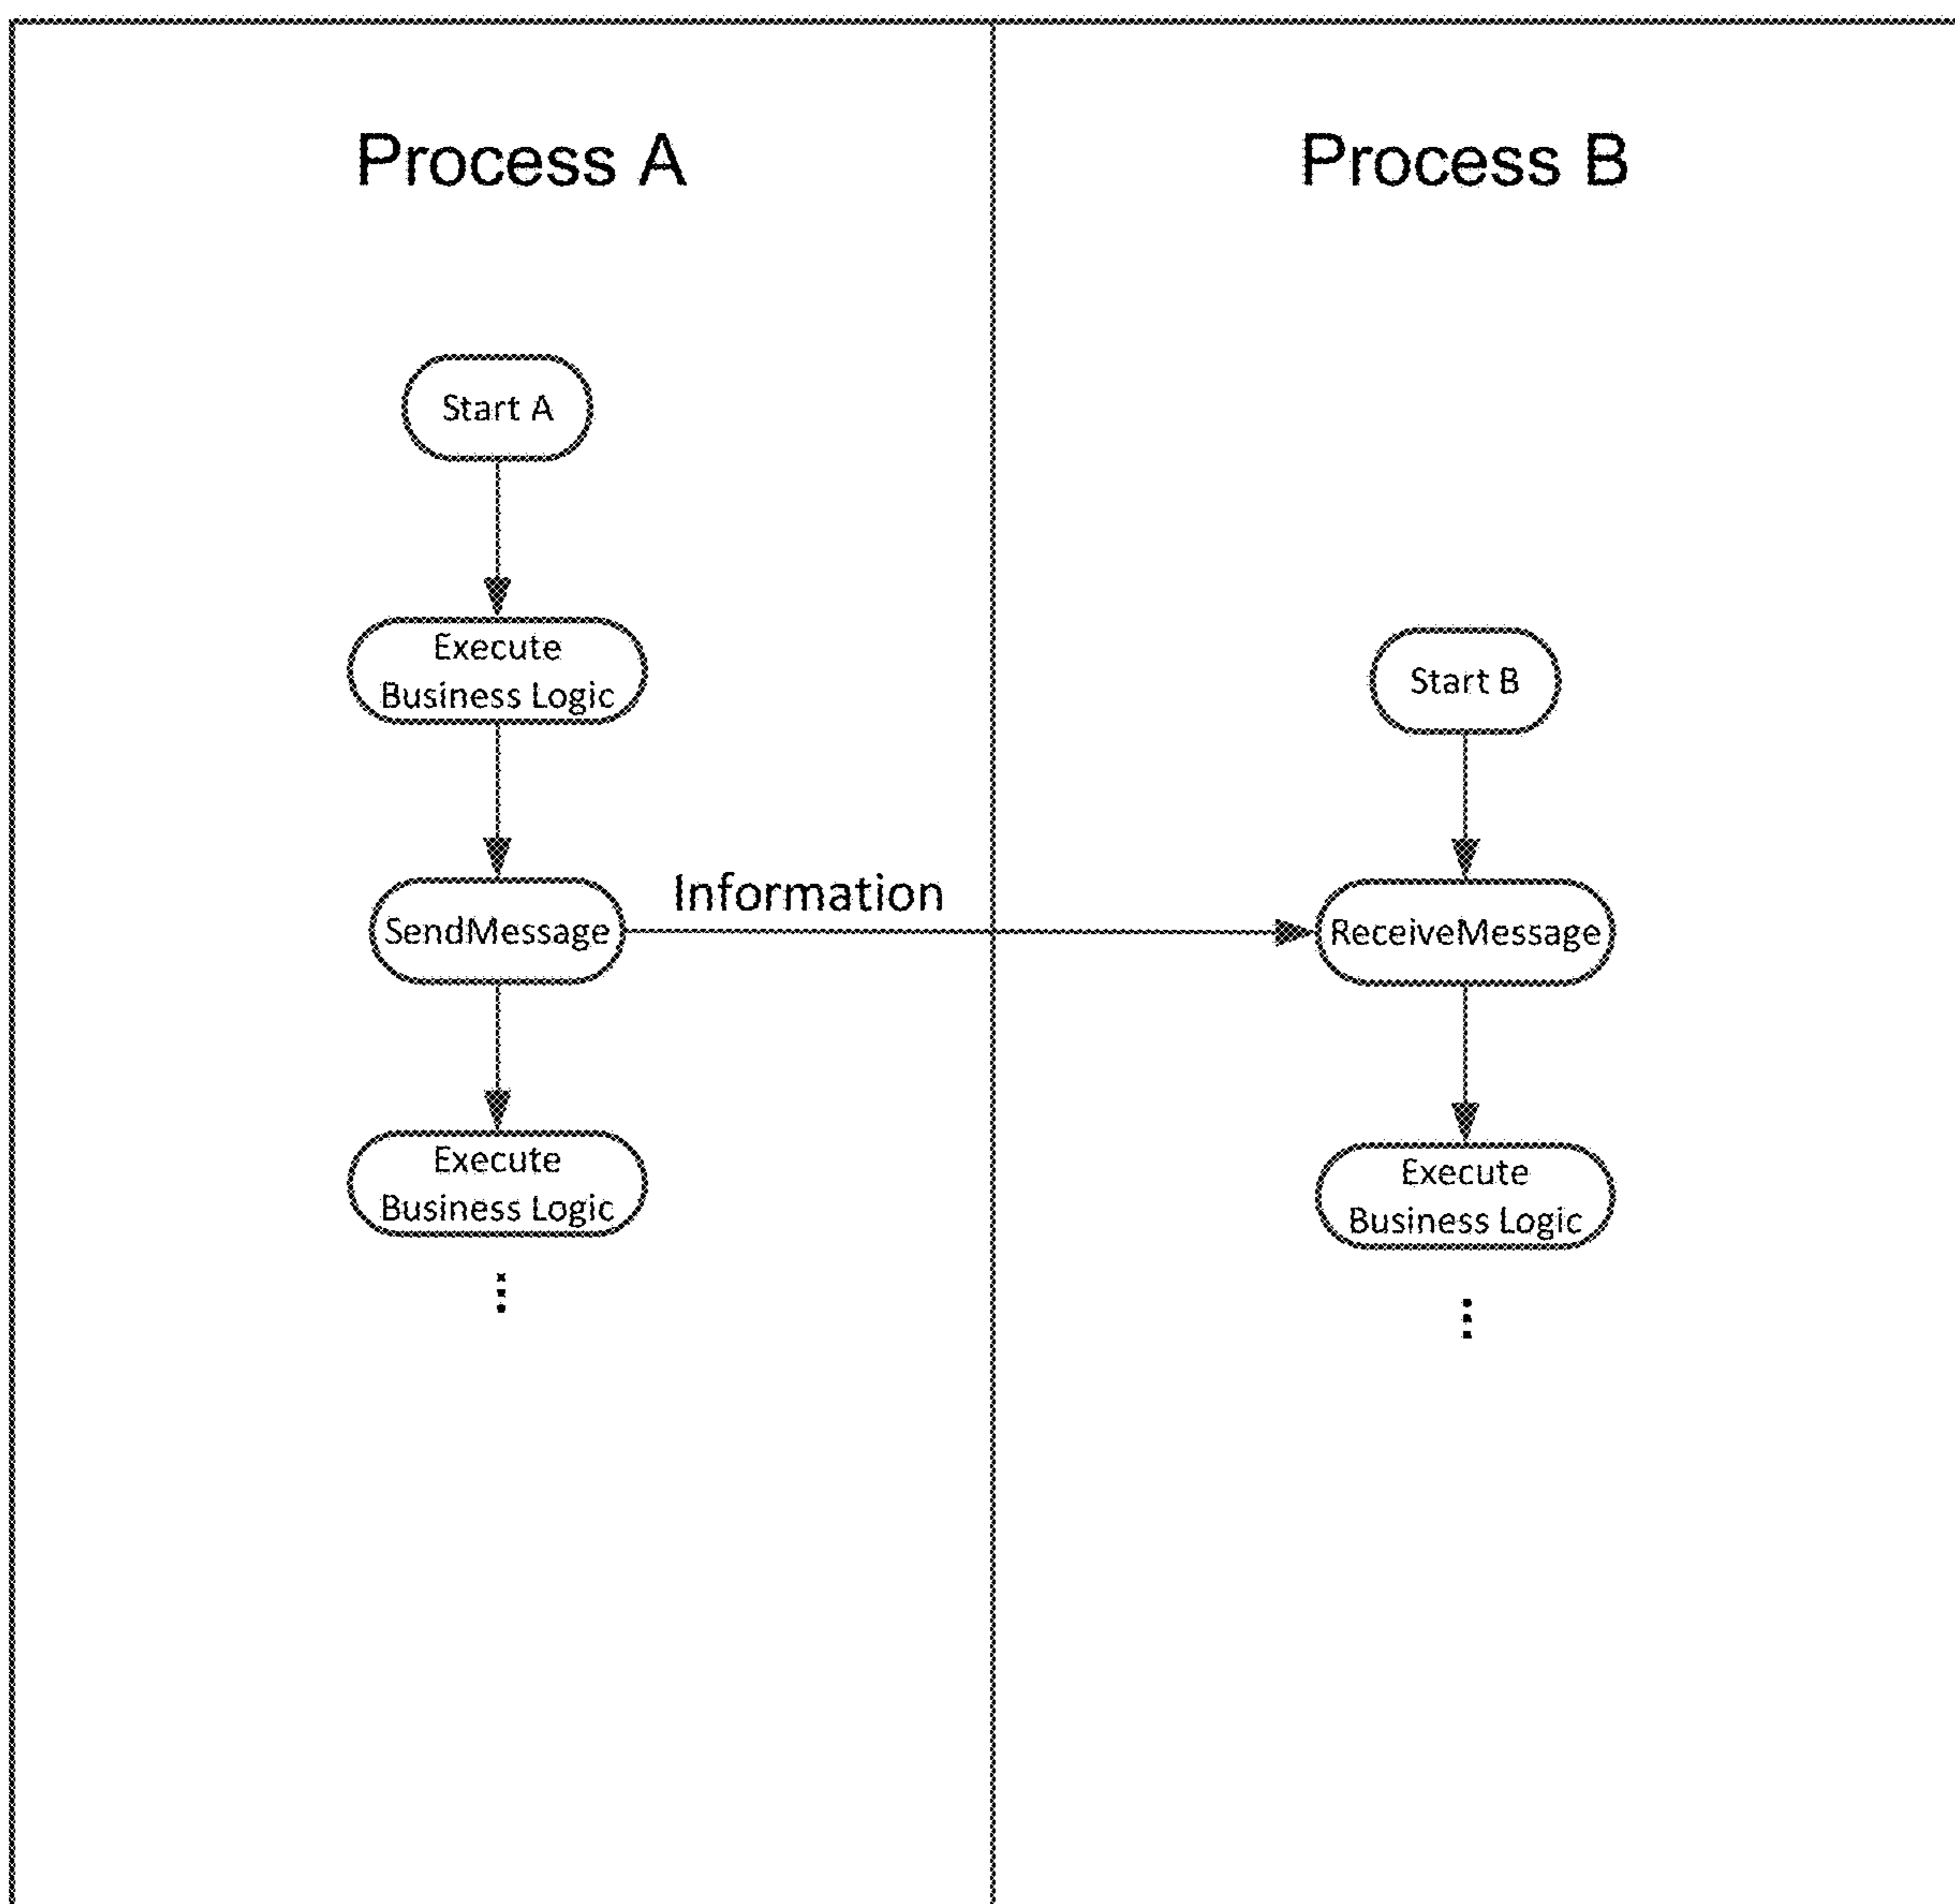 Process A
Process B
Start A
Execute
Business Logic
Start B
SendMessage
Information
ReceiveMessage
Execute
Business Logic
Execute
Business Logic